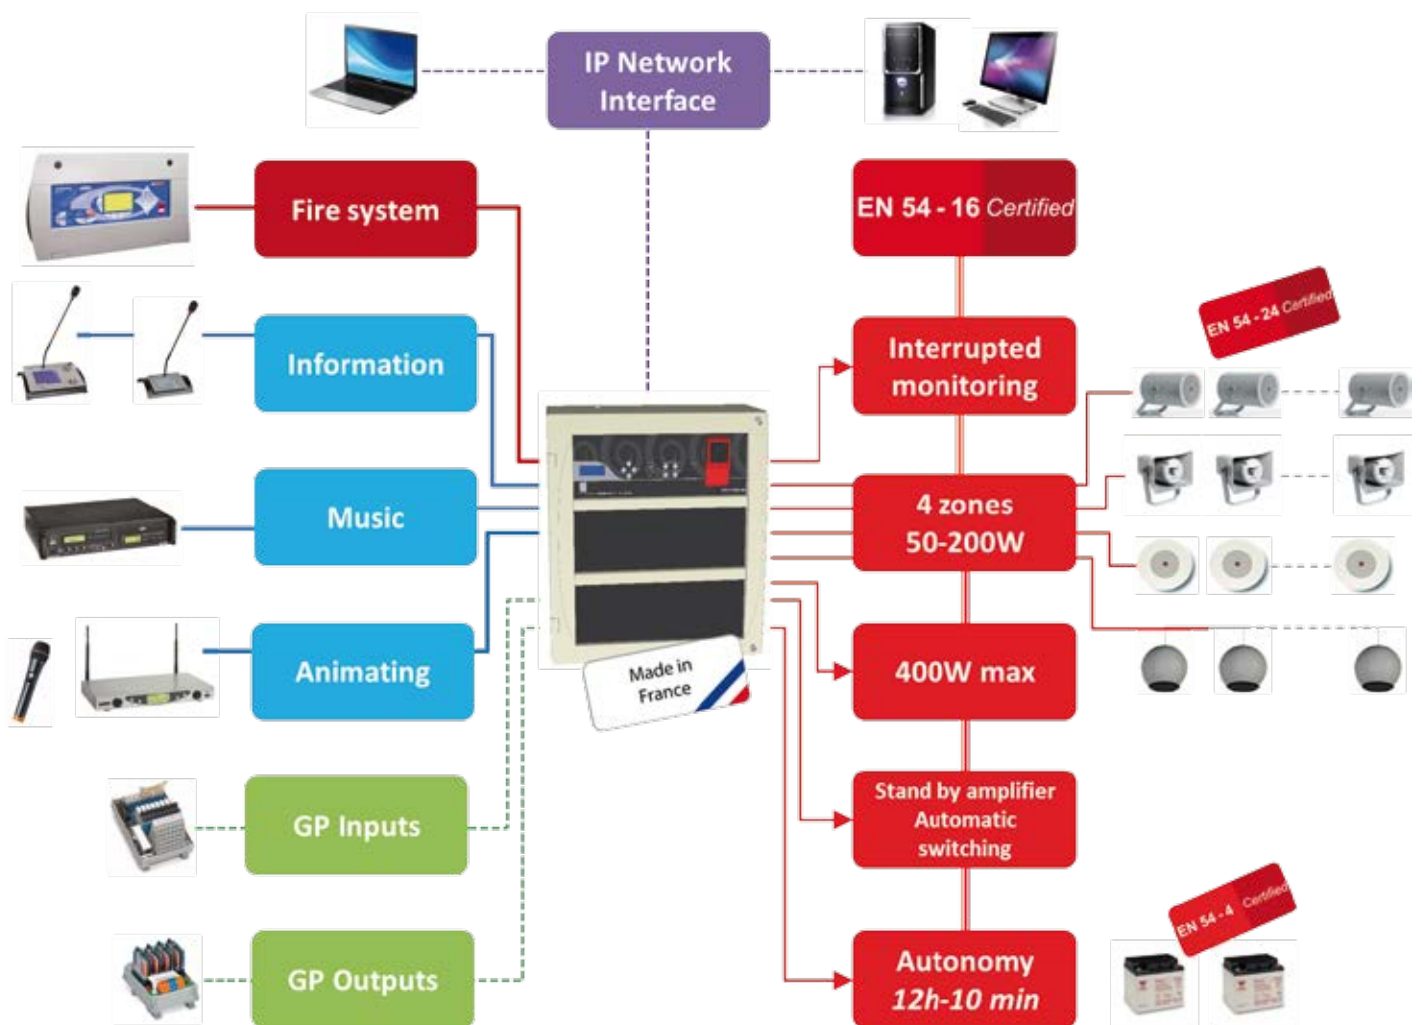 IP Network
Interface
Fire system
EN 54 - 16 Certified
Information
Interrupted
monitoring
EN 54 - 24 Certified
Music
4 zones
50-200W
Animating
Made in
France
400W max
GP Inputs
Stand by amplifier
Automatic
switching
GP Outputs
Autonomy
12h-10 min
EN 54 - 4 Certified